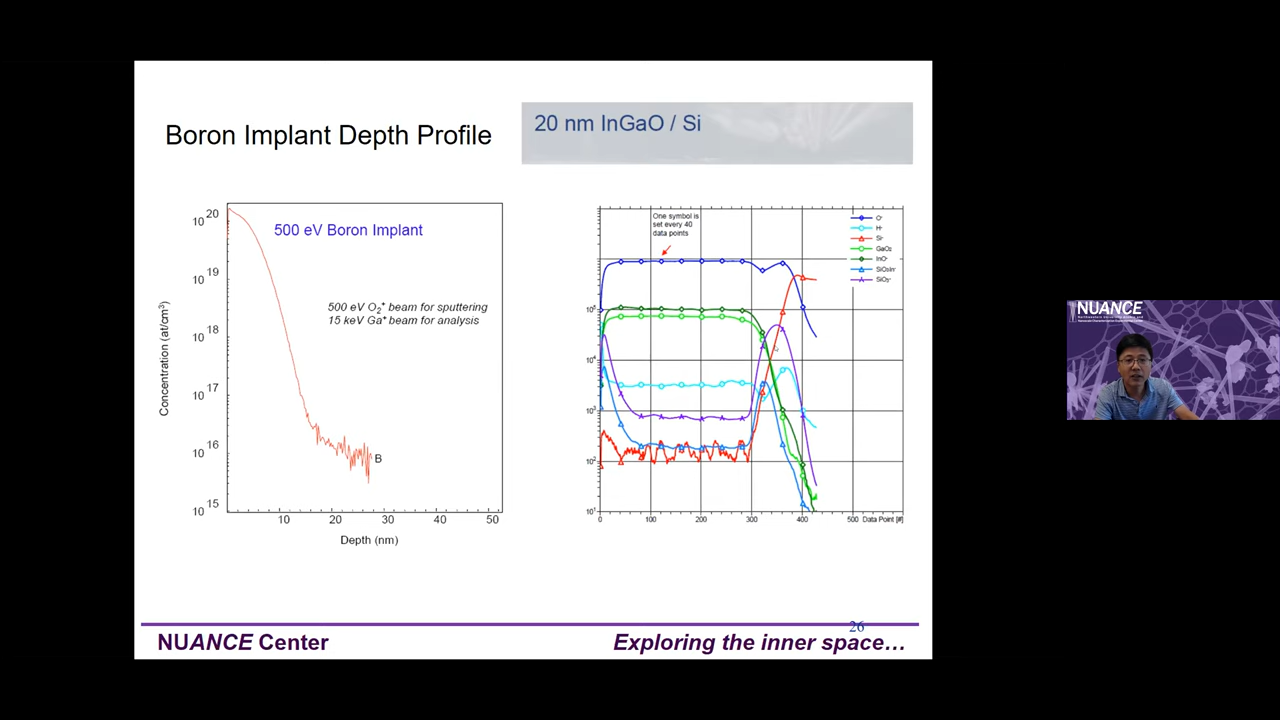 Boron Implant Depth Profile
20 nm InGaO / Si
500 eV Boron Implant
500 eV O2+ beam for sputtering
15 keV Ga+ beam for analysis
Concentration (at/cm3)
10 20
10 19
10 18
10 17
10 16
10 15
B
10 20 30 40 50
Depth (nm)
One symbol is
set every 40
data points
O-
H-
Si-
GaO2-
InO-
SiO2In-
SiO2-
10^5
10^4
10^3
10^2
10^1
0 100 200 300 400 500 Data Point [#]
26
NUANCE Center
Exploring the inner space…
NUANCE